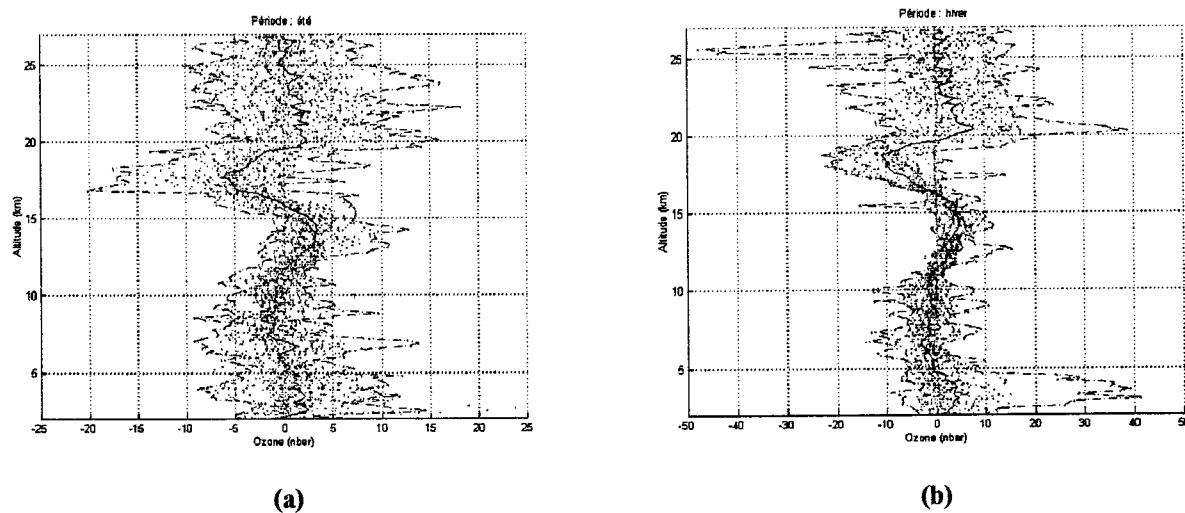 Période : été
25
20
15
10
5
Altitude (km)
-25 -20 -15 -10 -5 0 5 10 15 20 25
Ozone (nbar)
(a)
Période : hiver
25
20
15
10
5
Altitude (km)
-50 -40 -30 -20 -10 0 10 20 30 40 50
Ozone (nbar)
(b)